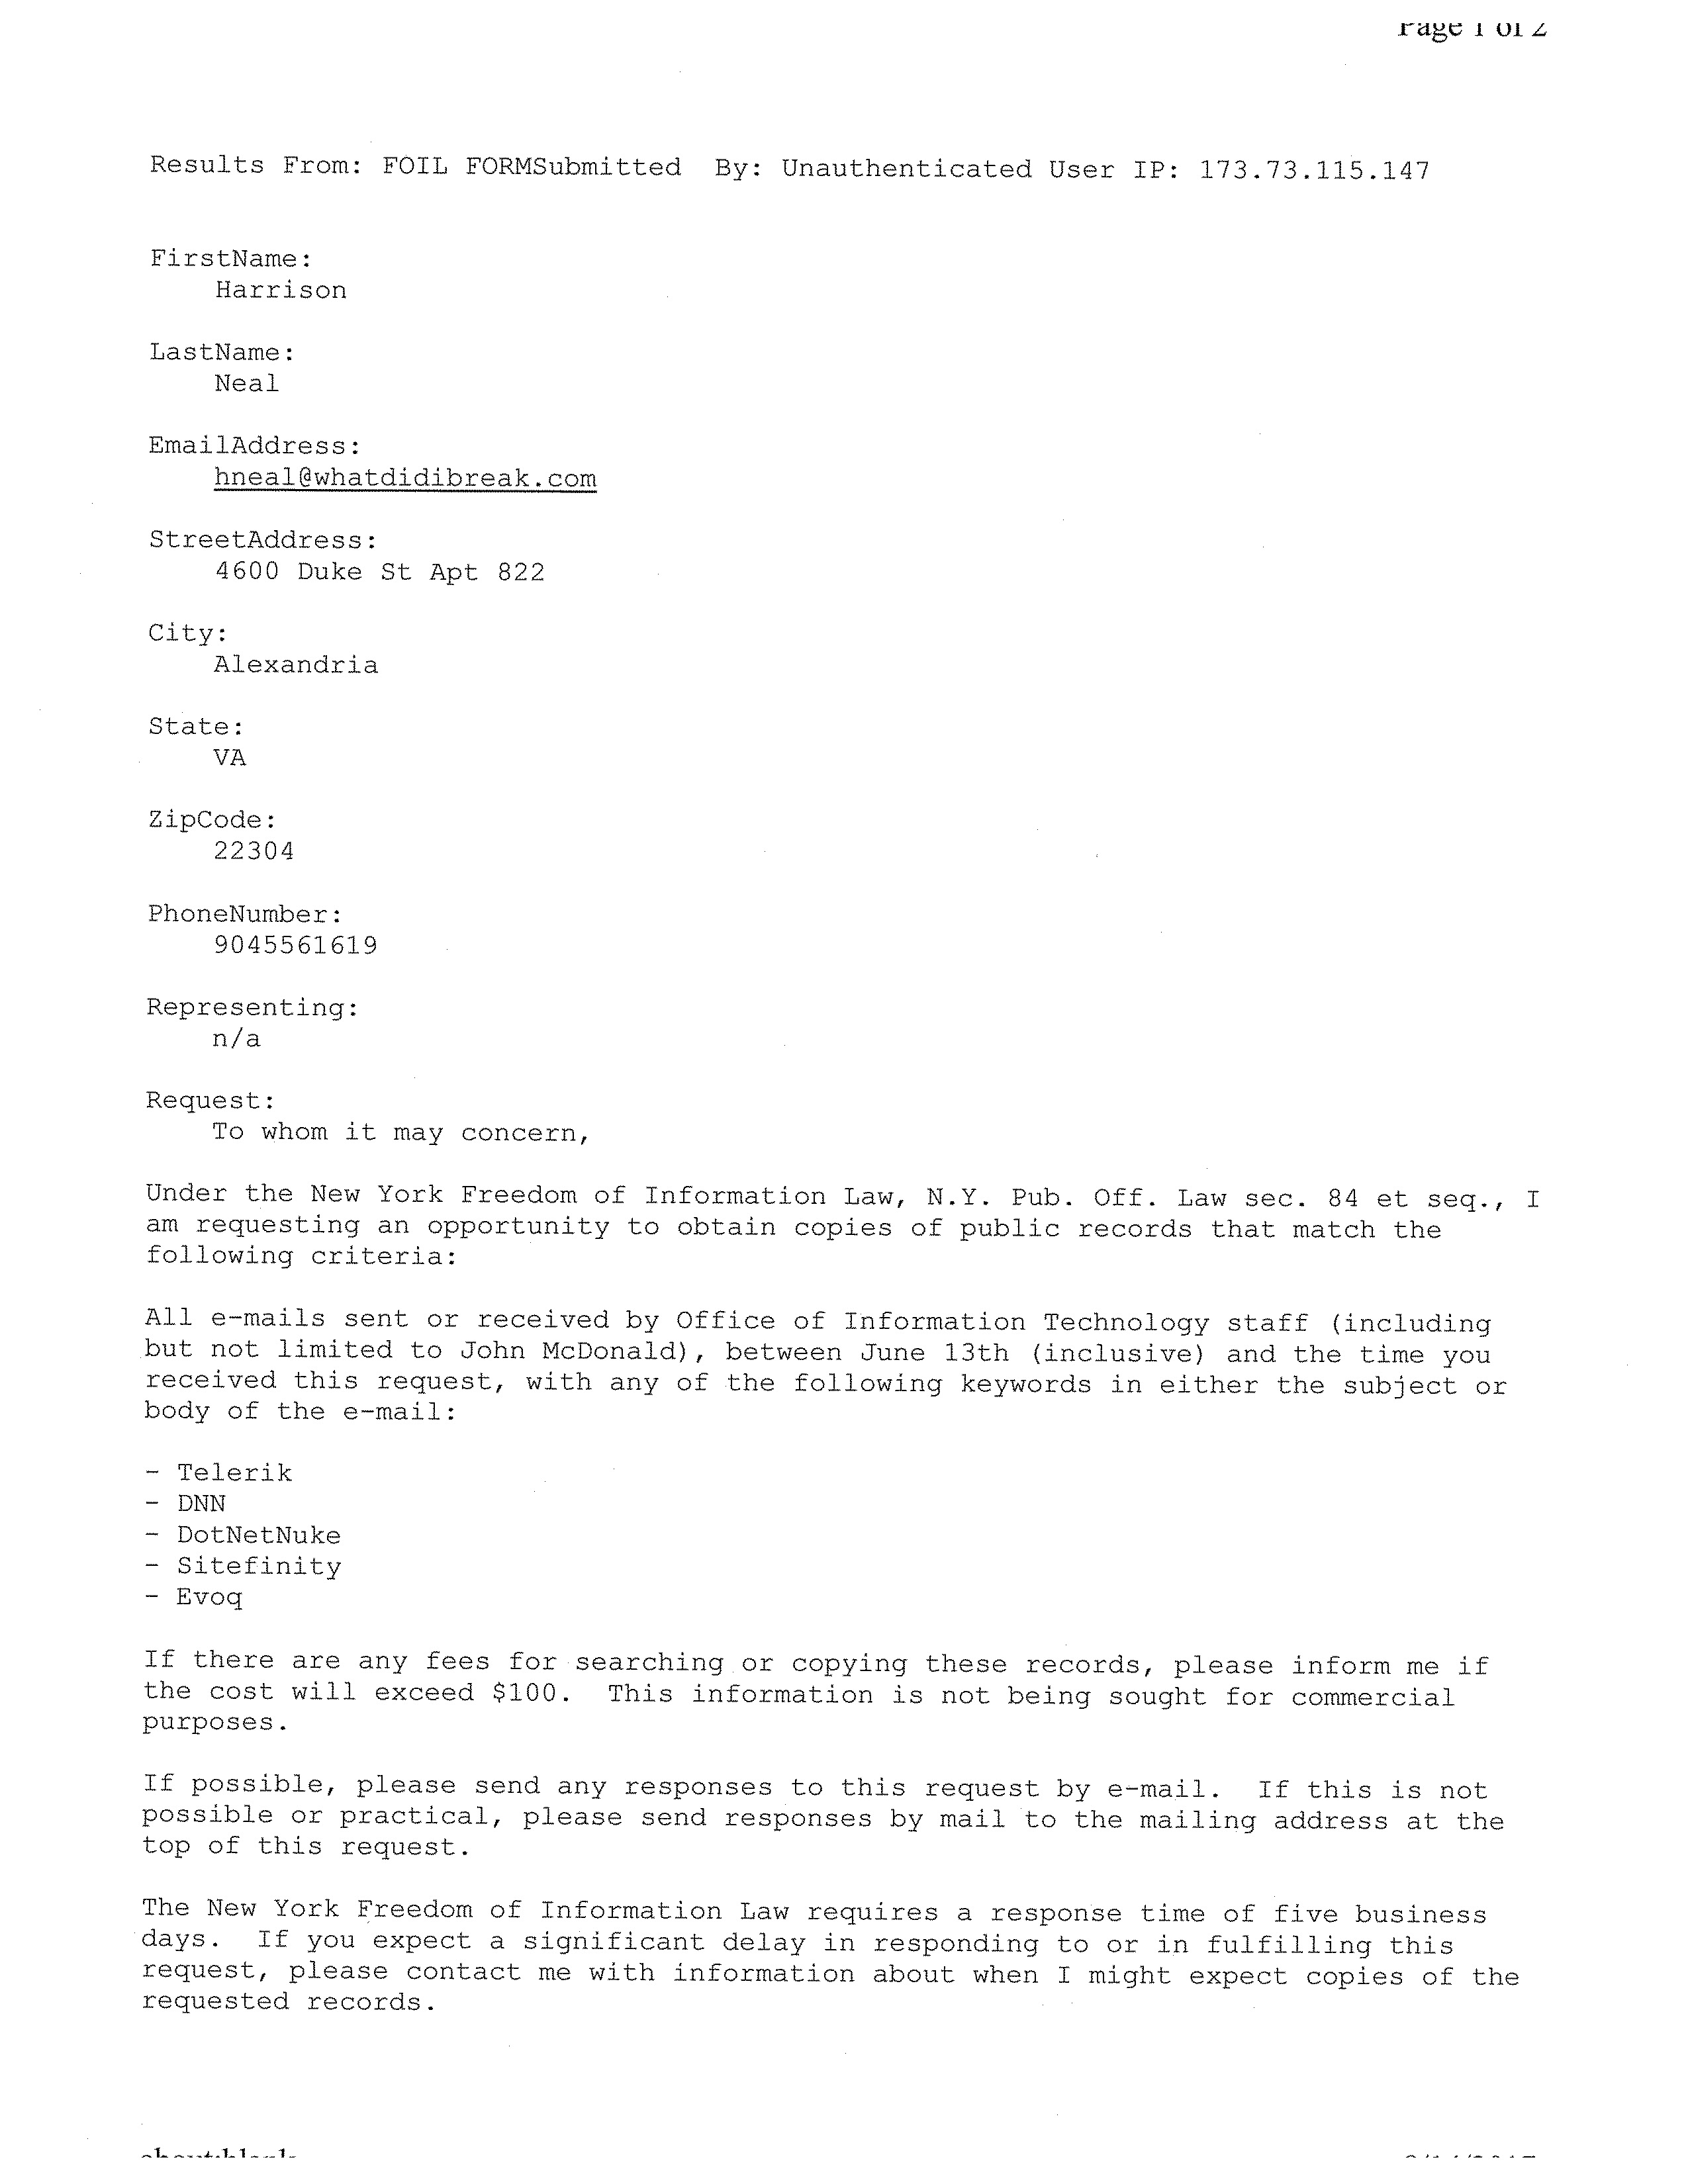 Page 1 of 2
Results From: FOIL FORMSubmitted By: Unauthenticated User IP: 173.73.115.147
FirstName:
Harrison
LastName:
Neal
EmailAddress:
hneal@whatdidibreak.com
StreetAddress:
4600 Duke St Apt 822
City:
Alexandria
State:
VA
ZipCode:
22304
PhoneNumber:
9045561619
Representing:
n/a
Request:
To whom it may concern,
Under the New York Freedom of Information Law, N.Y. Pub. Off. Law sec. 84 et seq., I
am requesting an opportunity to obtain copies of public records that match the
following criteria:
All e-mails sent or received by Office of Information Technology staff (including
but not limited to John McDonald), between June 13th (inclusive) and the time you
received this request, with any of the following keywords in either the subject or
body of the e-mail:
- Telerik
- DNN
- DotNetNuke
- Sitefinity
- Evoq
If there are any fees for searching or copying these records, please inform me if
the cost will exceed $100. This information is not being sought for commercial
purposes.
If possible, please send any responses to this request by e-mail. If this is not
possible or practical, please send responses by mail to the mailing address at the
top of this request.
The New York Freedom of Information Law requires a response time of five business
days. If you expect a significant delay in responding to or in fulfilling this
request, please contact me with information about when I might expect copies of the
requested records.
about:blank